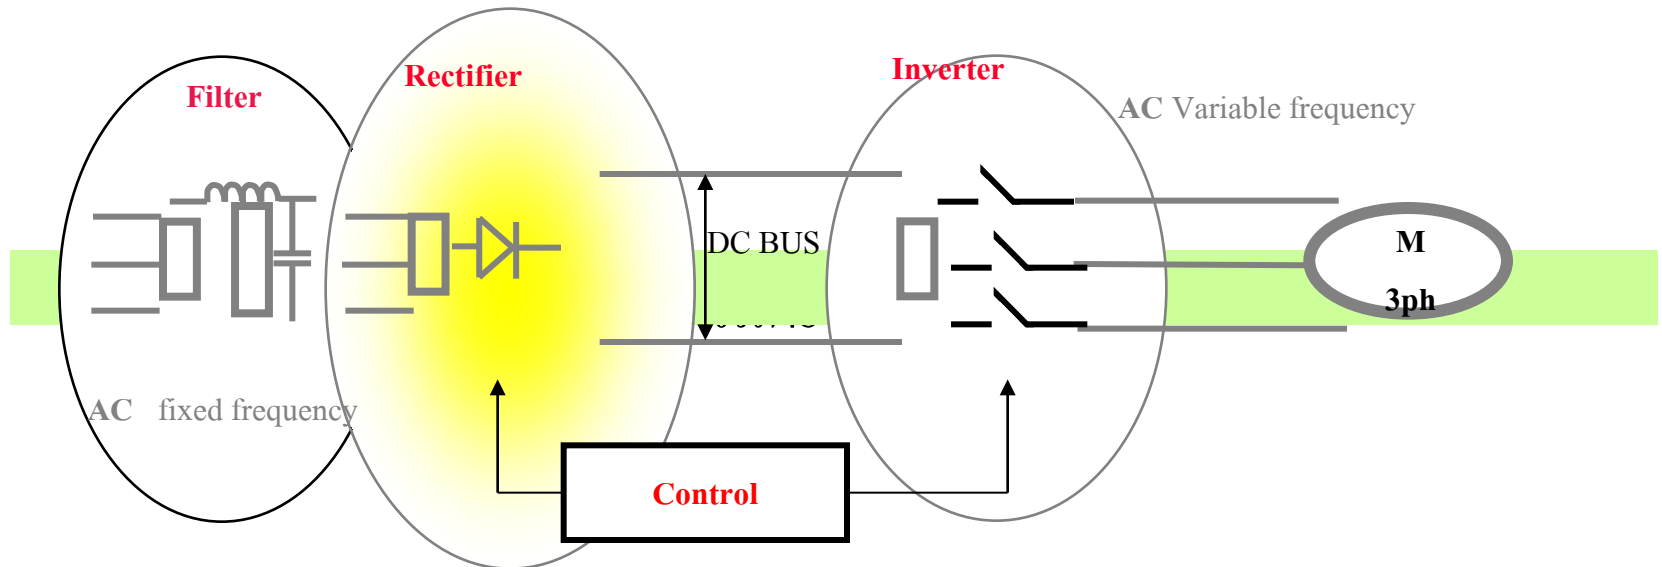 Filter
Rectifier
Inverter
AC Variable frequency
DC BUS
M
3ph
AC fixed frequency
Control